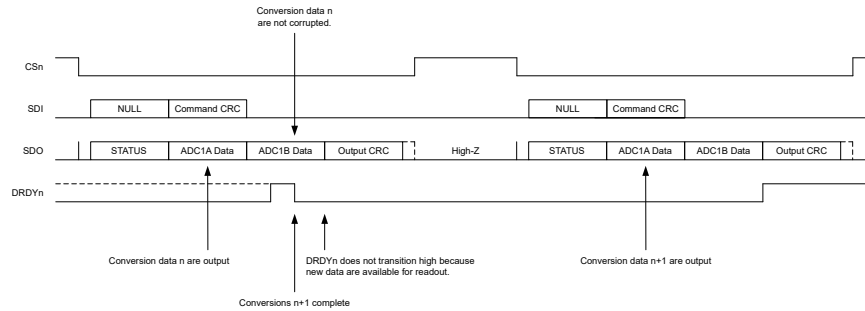 Conversion data n
are not corrupted.
CSn
SDI
NULL
Command CRC
NULL
Command CRC
SDO
STATUS
ADC1A Data
ADC1B Data
Output CRC
High-Z
STATUS
ADC1A Data
ADC1B Data
Output CRC
DRDYn
Conversion data n are output
DRDYn does not transition high because
new data are available for readout.
Conversion data n+1 are output
Conversions n+1 complete